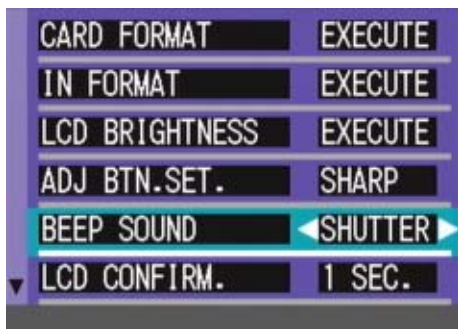 CARD FORMAT EXECUTE
IN FORMAT EXECUTE
LCD BRIGHTNESS EXECUTE
ADJ BTN.SET. SHARP
BEEP SOUND SHUTTER
LCD CONFIRM. 1 SEC.